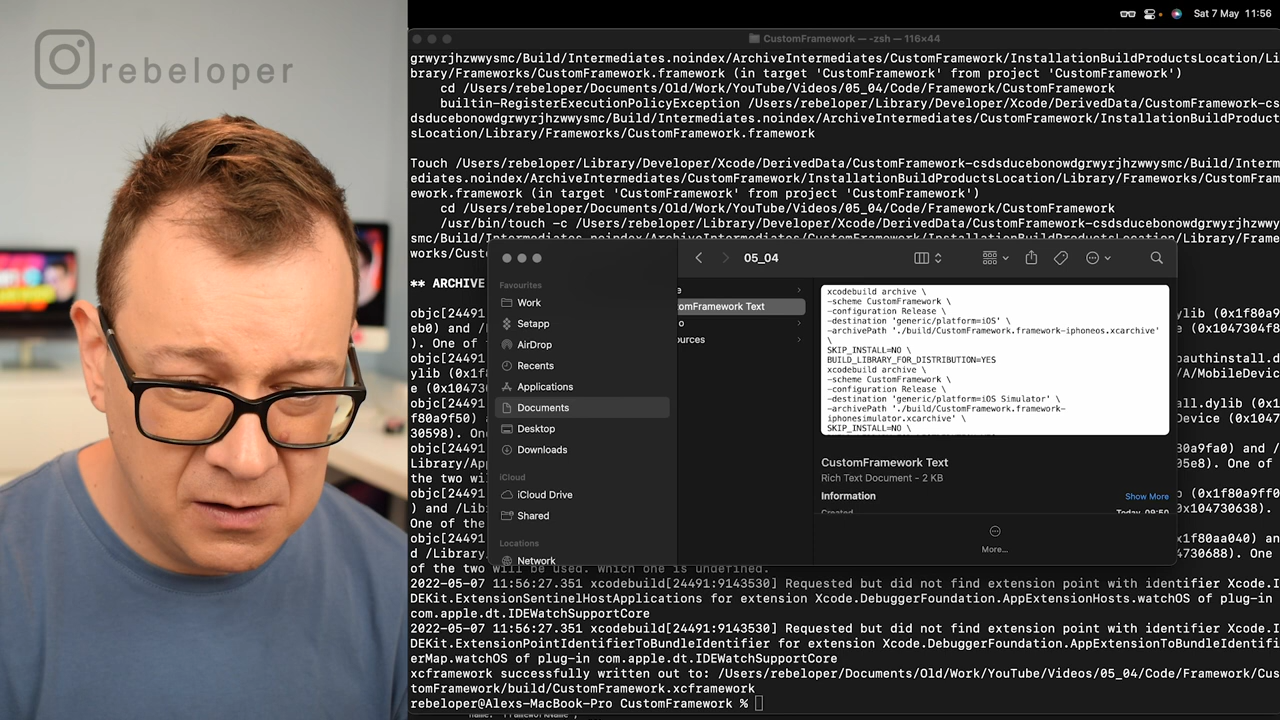 rebeloper
Sat 7 May 11:56
CustomFramework — -zsh — 116×44
grwyrjhzwwysmc/Build/Intermediates.noindex/ArchiveIntermediates/CustomFramework/InstallationBuildProductsLocation/Li
brary/Frameworks/CustomFramework.framework (in target 'CustomFramework' from project 'CustomFramework')
cd /Users/rebeloper/Documents/Old/Work/YouTube/Videos/05_04/Code/Framework/CustomFramework
builtin-RegisterExecutionPolicyException /Users/rebeloper/Library/Developer/Xcode/DerivedData/CustomFramework-cs
dsducebonowdgrwyrjhzwwysmc/Build/Intermediates.noindex/ArchiveIntermediates/CustomFramework/InstallationBuildProduct
sLocation/Library/Frameworks/CustomFramework.framework
Touch /Users/rebeloper/Library/Developer/Xcode/DerivedData/CustomFramework-csdsducebonowdgrwyrjhzwwysmc/Build/Interm
ediates.noindex/ArchiveIntermediates/CustomFramework/InstallationBuildProductsLocation/Library/Frameworks/CustomFram
ework.framework (in target 'CustomFramework' from project 'CustomFramework')
cd /Users/rebeloper/Documents/Old/Work/YouTube/Videos/05_04/Code/Framework/CustomFramework
/usr/bin/touch -c /Users/rebeloper/Library/Developer/Xcode/DerivedData/CustomFramework-csdsducebonowdgrwyrjhzwwy
smc/Build/Intermediates.noindex/ArchiveIntermediates/CustomFramework/InstallationBuildProductsLocation/Library/Frame
works/Cus
** ARCHIVE
05_04
Favourites
Work
Setapp
AirDrop
Recents
Applications
Documents
Desktop
Downloads
iCloud
iCloud Drive
Shared
Locations
Network
omFramework Text
xcodebuild archive \
-scheme CustomFramework \
-configuration Release \
-destination 'generic/platform=iOS' \
-archivePath './build/CustomFramework.framework-iphoneos.xcarchive'
\
SKIP_INSTALL=NO \
BUILD_LIBRARY_FOR_DISTRIBUTION=YES
xcodebuild archive \
-scheme CustomFramework \
-configuration Release \
-destination 'generic/platform=iOS Simulator' \
-archivePath './build/CustomFramework.framework-
iphonesimulator.xcarchive' \
SKIP_INSTALL=NO \
CustomFramework Text
Rich Text Document - 2 KB
Information
Show More
Created
Today, 09:50
More...
of the two will be used. Which one is undefined.
2022-05-07 11:56:27.351 xcodebuild[24491:9143530] Requested but did not find extension point with identifier Xcode.I
DEKit.ExtensionSentinelHostApplications for extension Xcode.DebuggerFoundation.AppExtensionHosts.watchOS of plug-in
com.apple.dt.IDEWatchSupportCore
2022-05-07 11:56:27.351 xcodebuild[24491:9143530] Requested but did not find extension point with identifier Xcode.I
DEKit.ExtensionPointIdentifierToBundleIdentifier for extension Xcode.DebuggerFoundation.AppExtensionToBundleIdentifi
erMap.watchOS of plug-in com.apple.dt.IDEWatchSupportCore
xcframework successfully written out to: /Users/rebeloper/Documents/Old/Work/YouTube/Videos/05_04/Code/Framework/Cus
tomFramework/build/CustomFramework.xcframework
rebeloper@Alexs-MacBook-Pro CustomFramework %